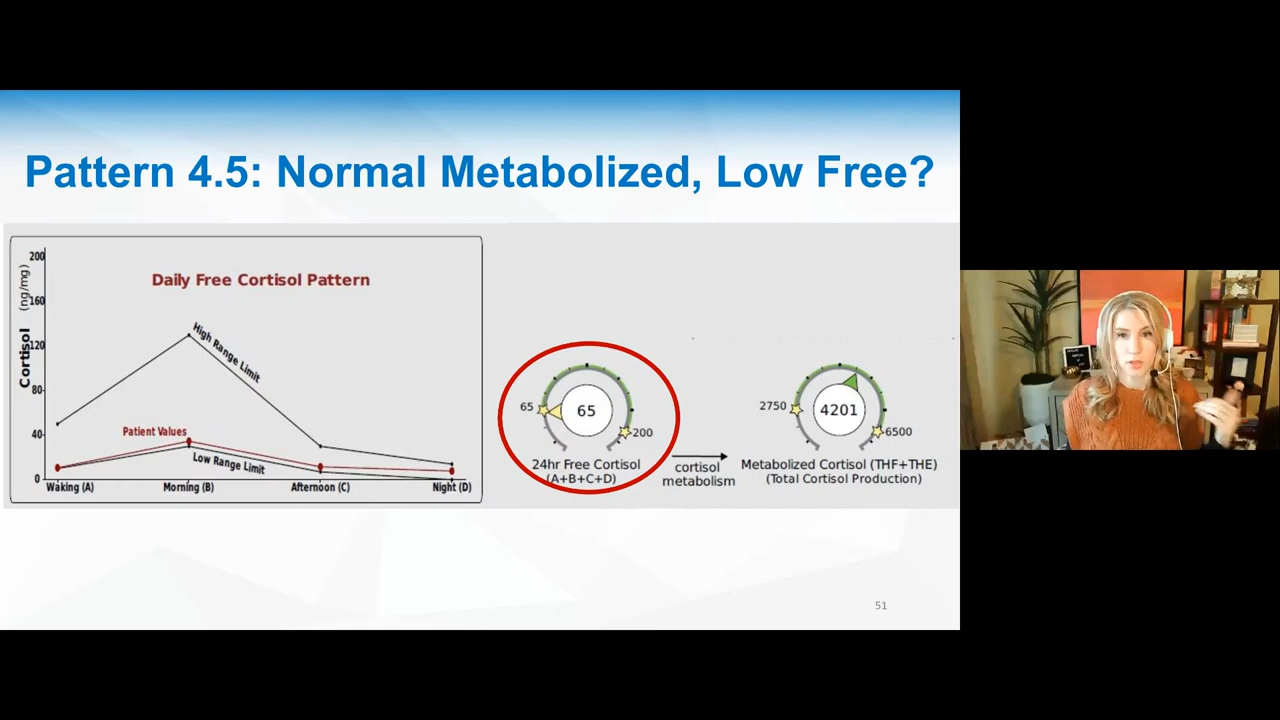 Pattern 4.5: Normal Metabolized, Low Free?
Daily Free Cortisol Pattern
Cortisol (ng/mg)
200
160
120
80
40
0
High Range Limit
Patient Values
Low Range Limit
Waking (A)
Morning (B)
Afternoon (C)
Night (D)
65
65
200
24hr Free Cortisol
(A+B+C+D)
cortisol
metabolism
2750
4201
6500
Metabolized Cortisol (THF+THE)
(Total Cortisol Production)
51